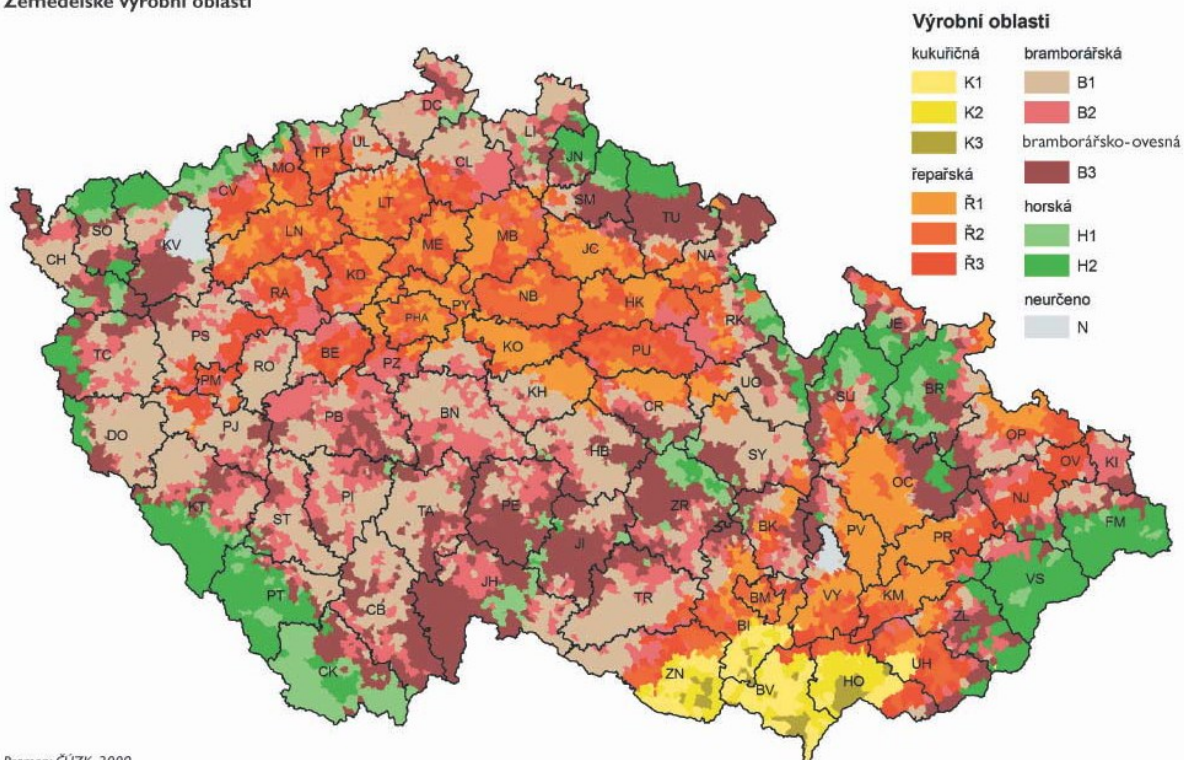 Zemědělské výrobní oblasti
Výrobní oblasti
kukuřičná
K1
K2
K3
řepařská
Ř1
Ř2
Ř3
bramborářská
B1
B2
bramborářsko-ovesná
B3
horská
H1
H2
neurčeno
N
DC
LI
UL
TP
CL
JN
MO
CV
LT
SM
TU
SO
KV
LN
ME
MB
JC
NA
CH
KD
RA
NB
HK
PY
PHA
RK
JE
PS
TC
BE
PZ
KO
PU
RO
PM
UO
SU
BR
KH
CR
PB
BN
PJ
DO
OP
HB
SY
OV
KI
OC
NJ
KT
PI
ST
TA
PE
ZR
BK
PV
PR
FM
JI
VS
PT
JH
CB
TR
BM
VY
KM
ZL
BI
CK
ZN
BV
HO
UH
ČÚZK, 2000